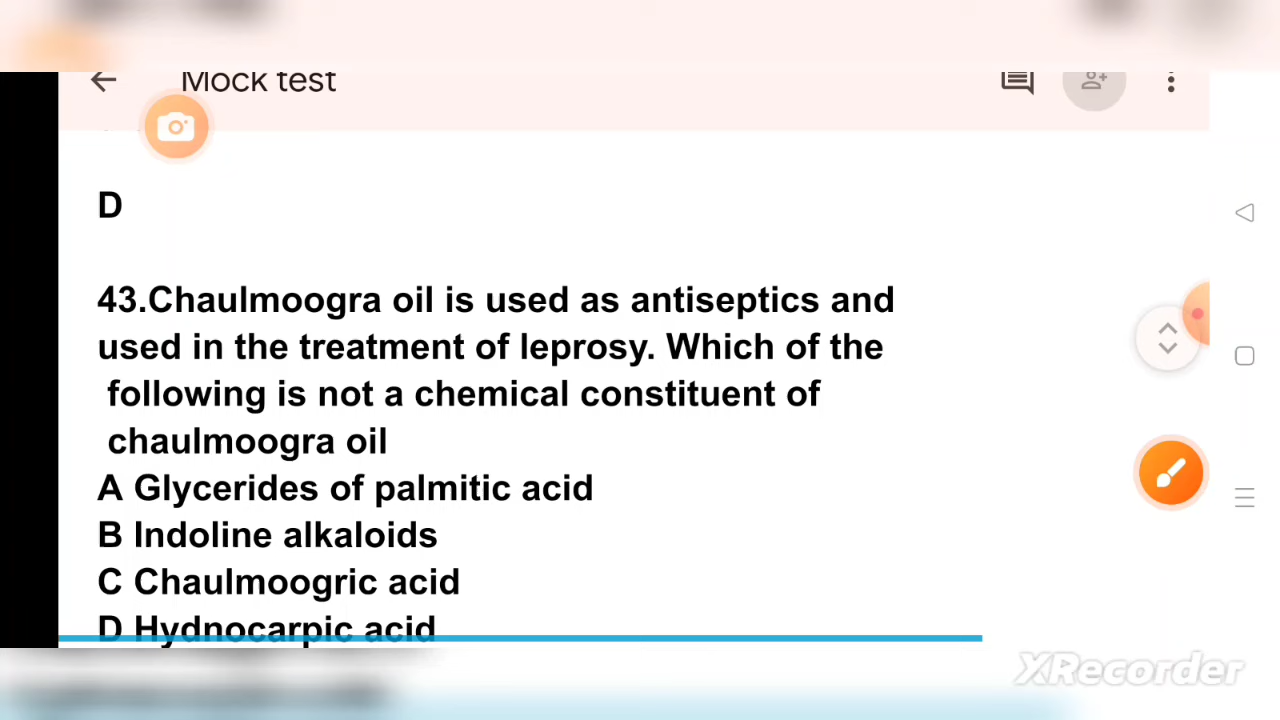 Mock test
D
43.Chaulmoogra oil is used as antiseptics and
used in the treatment of leprosy. Which of the
following is not a chemical constituent of
chaulmoogra oil
A Glycerides of palmitic acid
B Indoline alkaloids
C Chaulmoogric acid
D Hydnocarpic acid
XRecorder